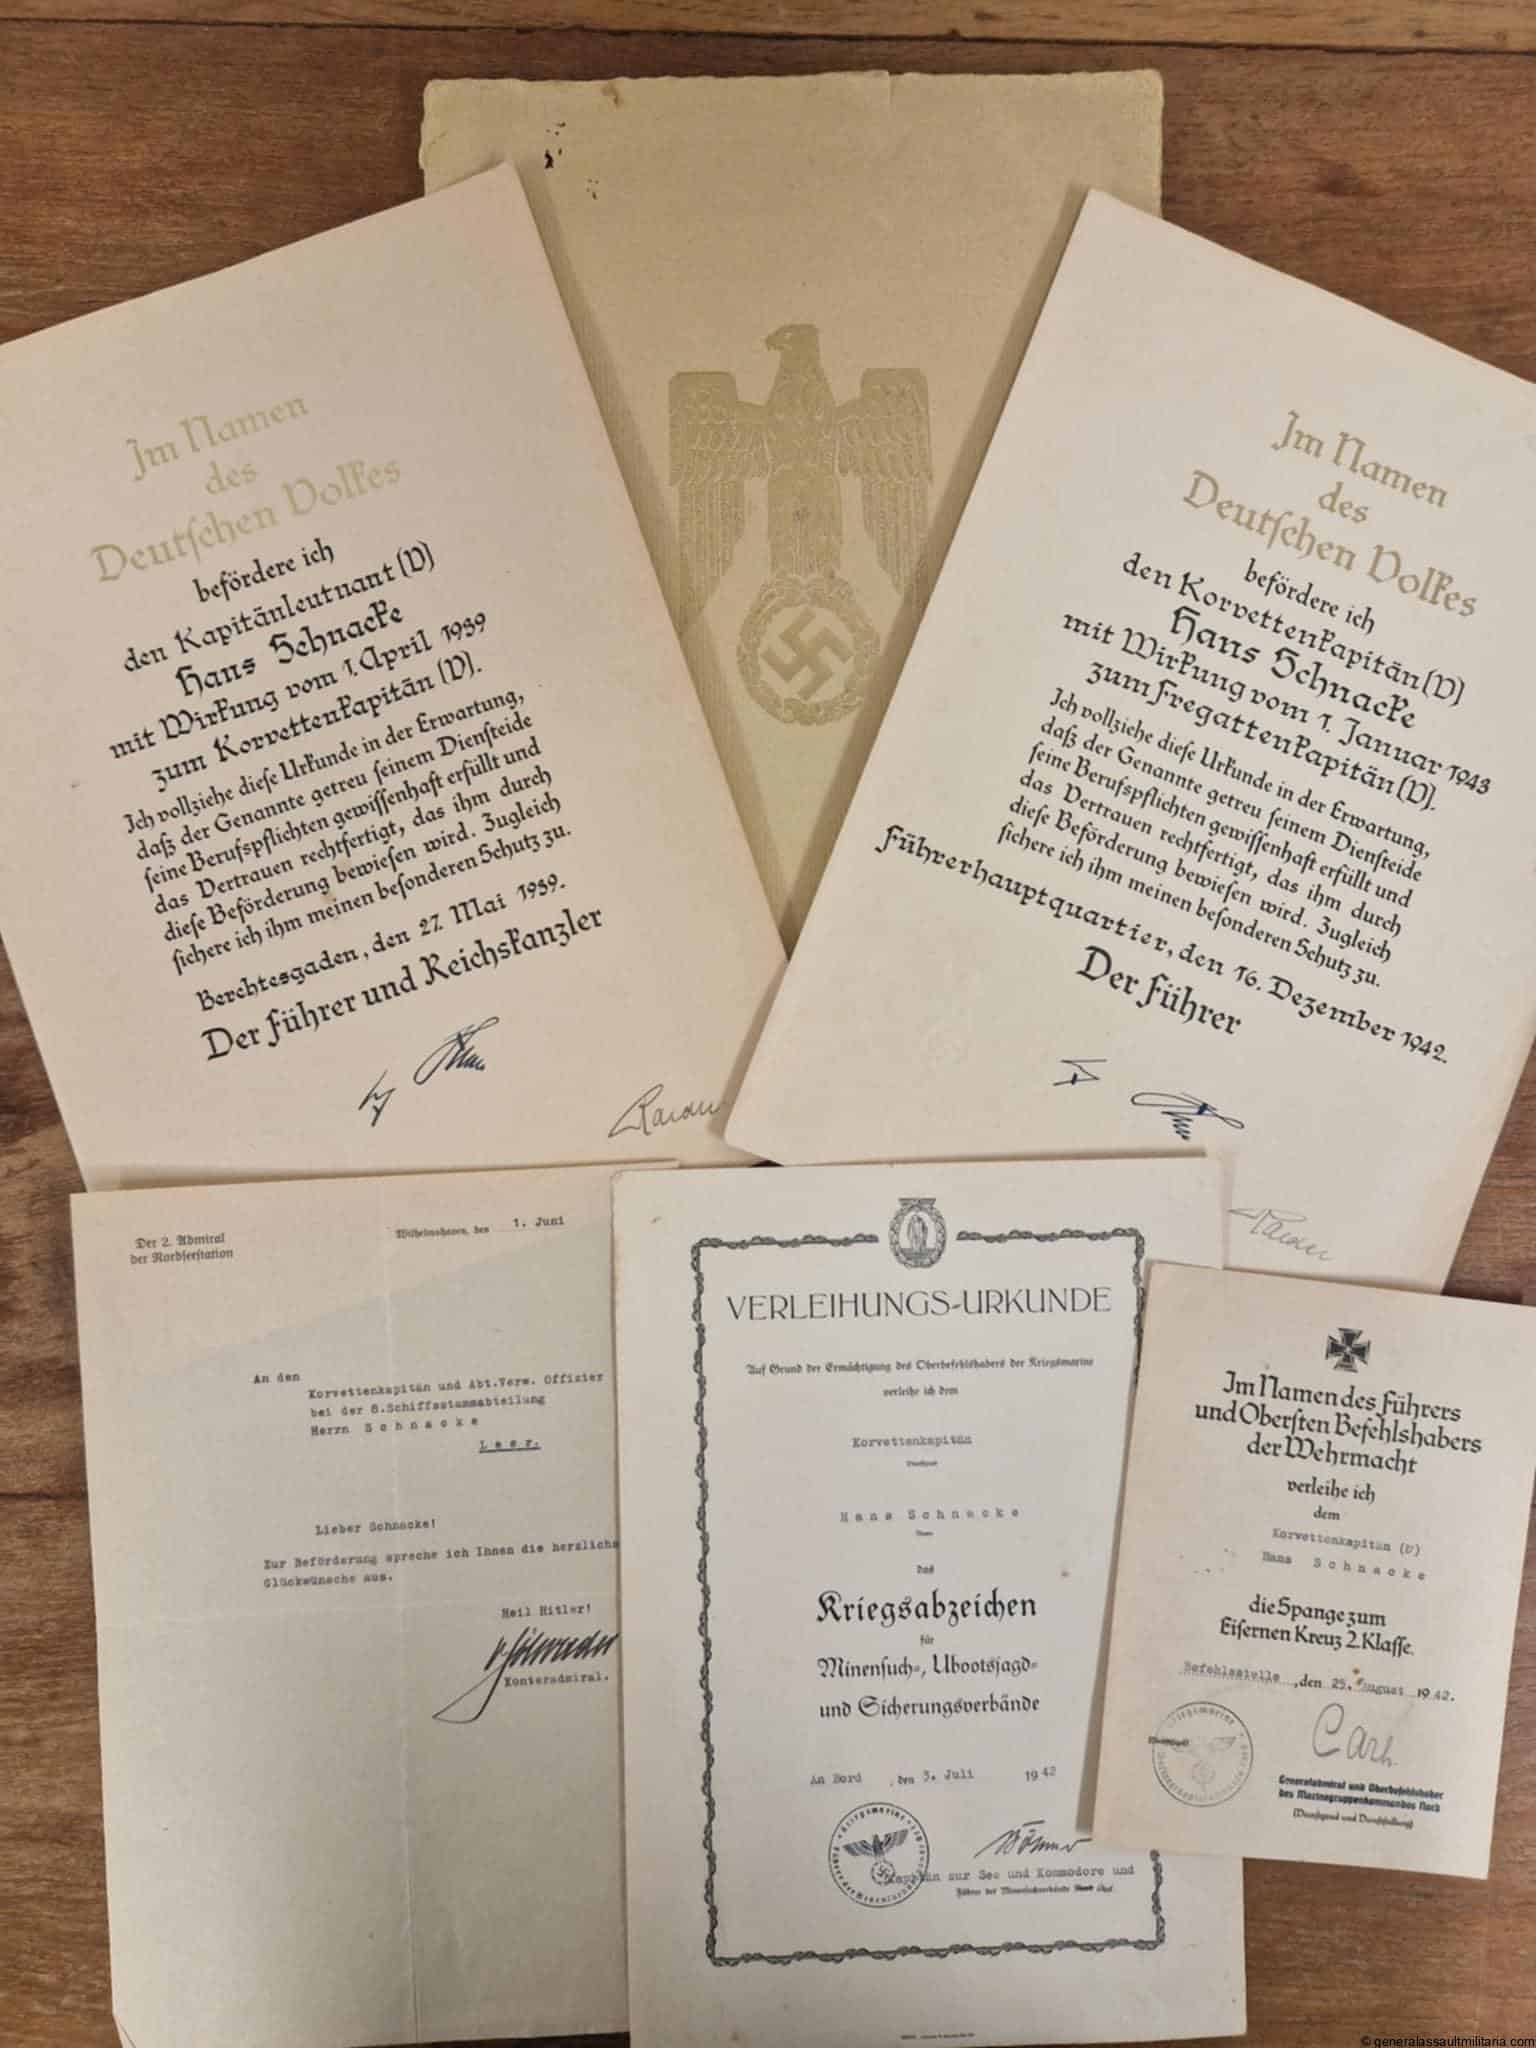 Im Namen
des
Deutschen Volkes
befördere ich
den Kapitänleutnant (V)
Hans Schnacke
mit Wirkung vom 1. April 1939
zum Korvettenkapitän (V).
Ich vollziehe diese Urkunde in der Erwartung,
daß der Genannte getreu seinem Diensteide
seine Berufspflichten gewissenhaft erfüllt und
das Vertrauen rechtfertigt, das ihm durch
diese Beförderung bewiesen wird. Zugleich
sichere ich ihm meinen besonderen Schutz zu.
Berchtesgaden, den 27. Mai 1939.
Der Führer und Reichskanzler
Raeder
Im Namen
des
Deutschen Volkes
befördere ich
den Korvettenkapitän (V)
Hans Schnacke
mit Wirkung vom 1. Januar 1943
zum Fregattenkapitän (V).
Ich vollziehe diese Urkunde in der Erwartung,
daß der Genannte getreu seinem Diensteide
seine Berufspflichten gewissenhaft erfüllt und
das Vertrauen rechtfertigt, das ihm durch
diese Beförderung bewiesen wird. Zugleich
sichere ich ihm meinen besonderen Schutz zu.
Führerhauptquartier, den 16. Dezember 1942.
Der Führer
Raeder
Der 2. Admiral
der Nordseestation
Wilhelmshaven, den 1. Juni
An den
Korvettenkapitän und Abt.Verw. Offizier
bei der 8.Schiffsstammabteilung
Herrn Schnacke
Leer.
Lieber Schnacke!
Zur Beförderung spreche ich Ihnen die herzlichs
Glückwünsche aus.
Heil Hitler!
Konteradmiral.
VERLEIHUNGS-URKUNDE
Auf Grund der Ermächtigung des Oberbefehlshabers der Kriegsmarine
verleihe ich dem
Korvettenkapitän
Dienstgrad
Hans Schnacke
Name
das
Kriegsabzeichen
für
Minensuch-, Ubootsjagd-
und Sicherungsverbände
An Bord, den 3. Juli 1942
Kapitän zur See und Kommodore und
Führer der Minensuchverbände
Im Namen des Führers
und Obersten Befehlshabers
der Wehrmacht
verleihe ich
dem
Korvettenkapitän (V)
Hans Schnacke
die Spange zum
Eisernen Kreuz 2. Klasse.
Befehlsstelle, den 25. August 1942.
Kriegsmarine
Carls
Generaladmiral und Oberbefehlshaber
des Marinegruppenkommandos Nord
(Dienstgrad und Dienststellung)
© generalassaultmilitaria.com